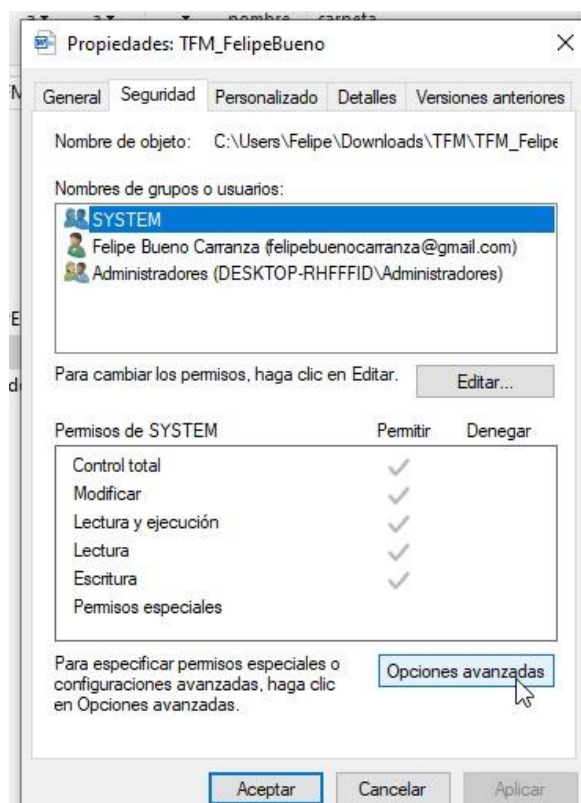 nombre carpeta
Propiedades: TFM_FelipeBueno
General Seguridad Personalizado Detalles Versiones anteriores
Nombre de objeto: C:\Users\Felipe\Downloads\TFM\TFM_Felipe
Nombres de grupos o usuarios:
SYSTEM
Felipe Bueno Carranza (felipebuenocarranza@gmail.com)
Administradores (DESKTOP-RHFFFID\Administradores)
Para cambiar los permisos, haga clic en Editar. Editar...
Permisos de SYSTEM Permitir Denegar
Control total
Modificar
Lectura y ejecución
Lectura
Escritura
Permisos especiales
Para especificar permisos especiales o
configuraciones avanzadas, haga clic
en Opciones avanzadas.
Opciones avanzadas
Aceptar Cancelar Aplicar